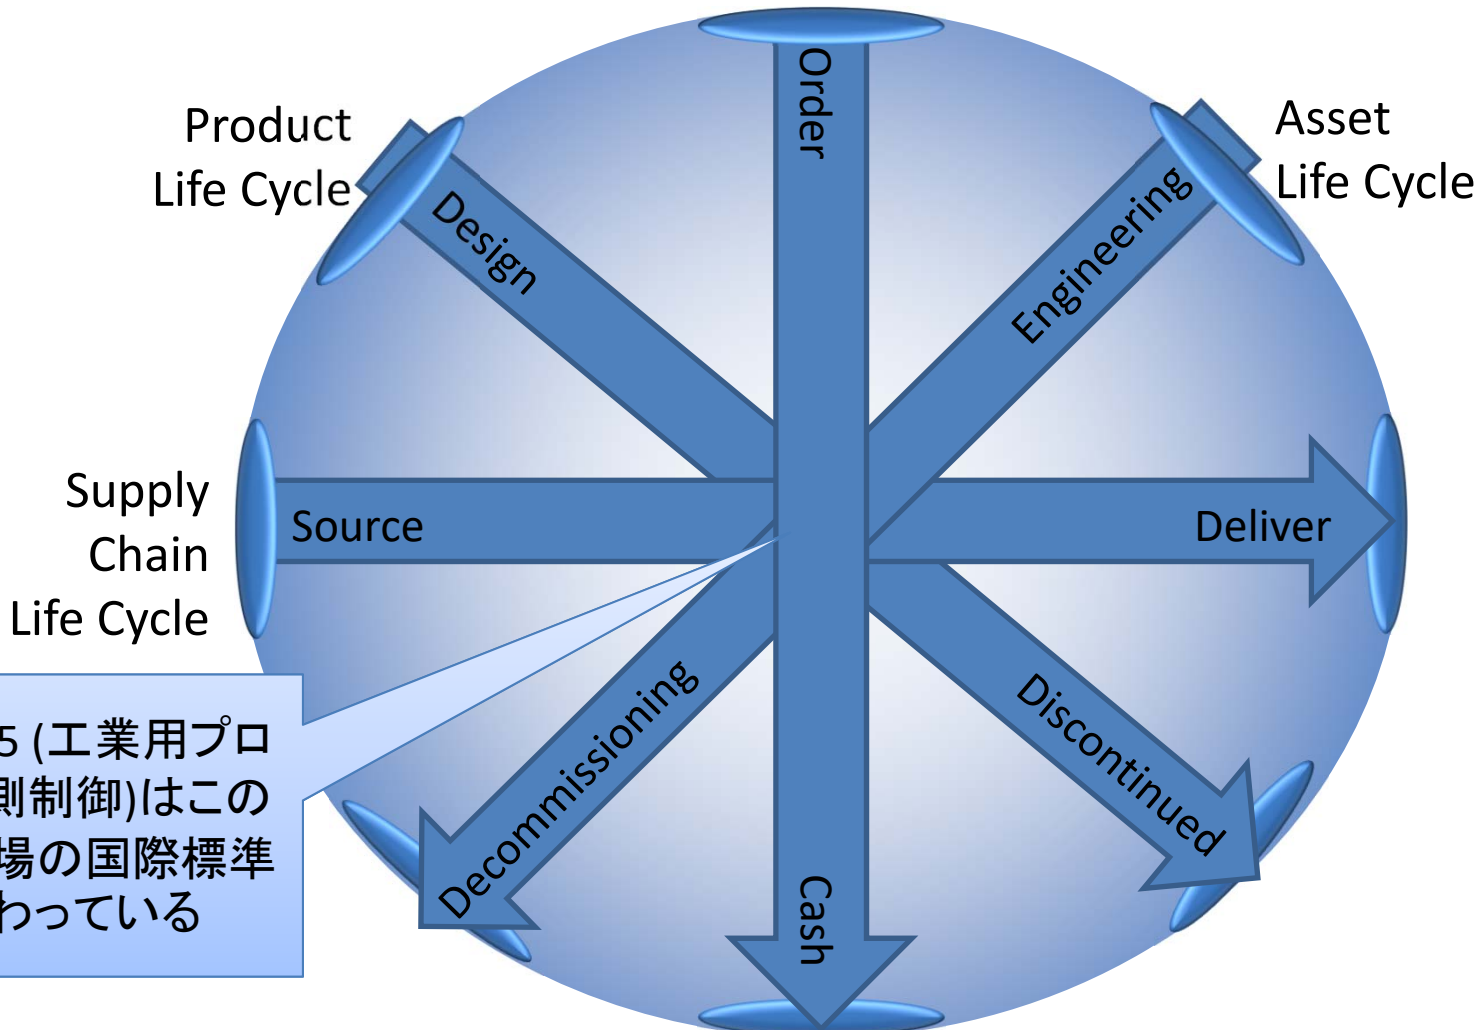 Order
Product
Life Cycle
Asset
Life Cycle
Design
Engineering
Supply
Chain
Life Cycle
Source
Deliver
5 (工業用プロ
測制御)はこの
場の国際標準
わっている
Decommissioning
Discontinued
Cash